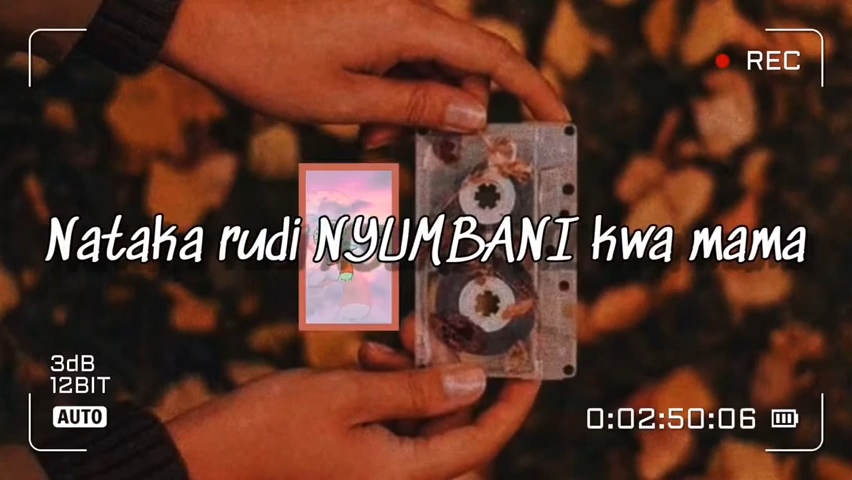 REC
Nataka rudi NYUMBANI kwa mama
3dB
12BIT
AUTO
0:02:50:06